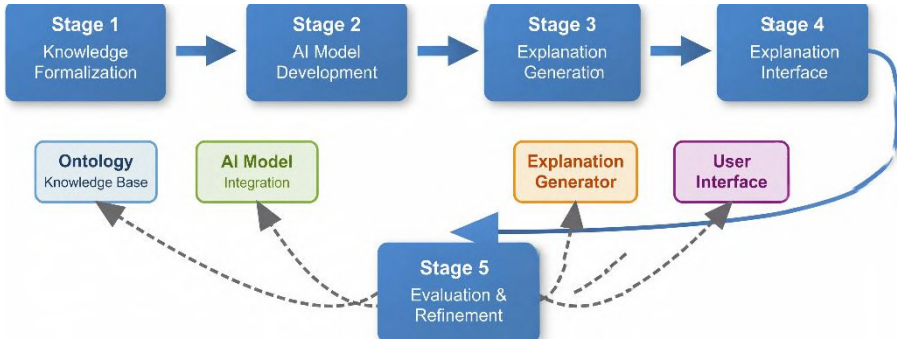 Stage 1
Knowledge
Formalization
Stage 2
AI Model
Development
Stage 3
Explanation
Generation
Stage 4
Explanation
Interface
Ontology
Knowledge Base
AI Model
Integration
Explanation
Generator
User
Interface
Stage 5
Evaluation &
Refinement